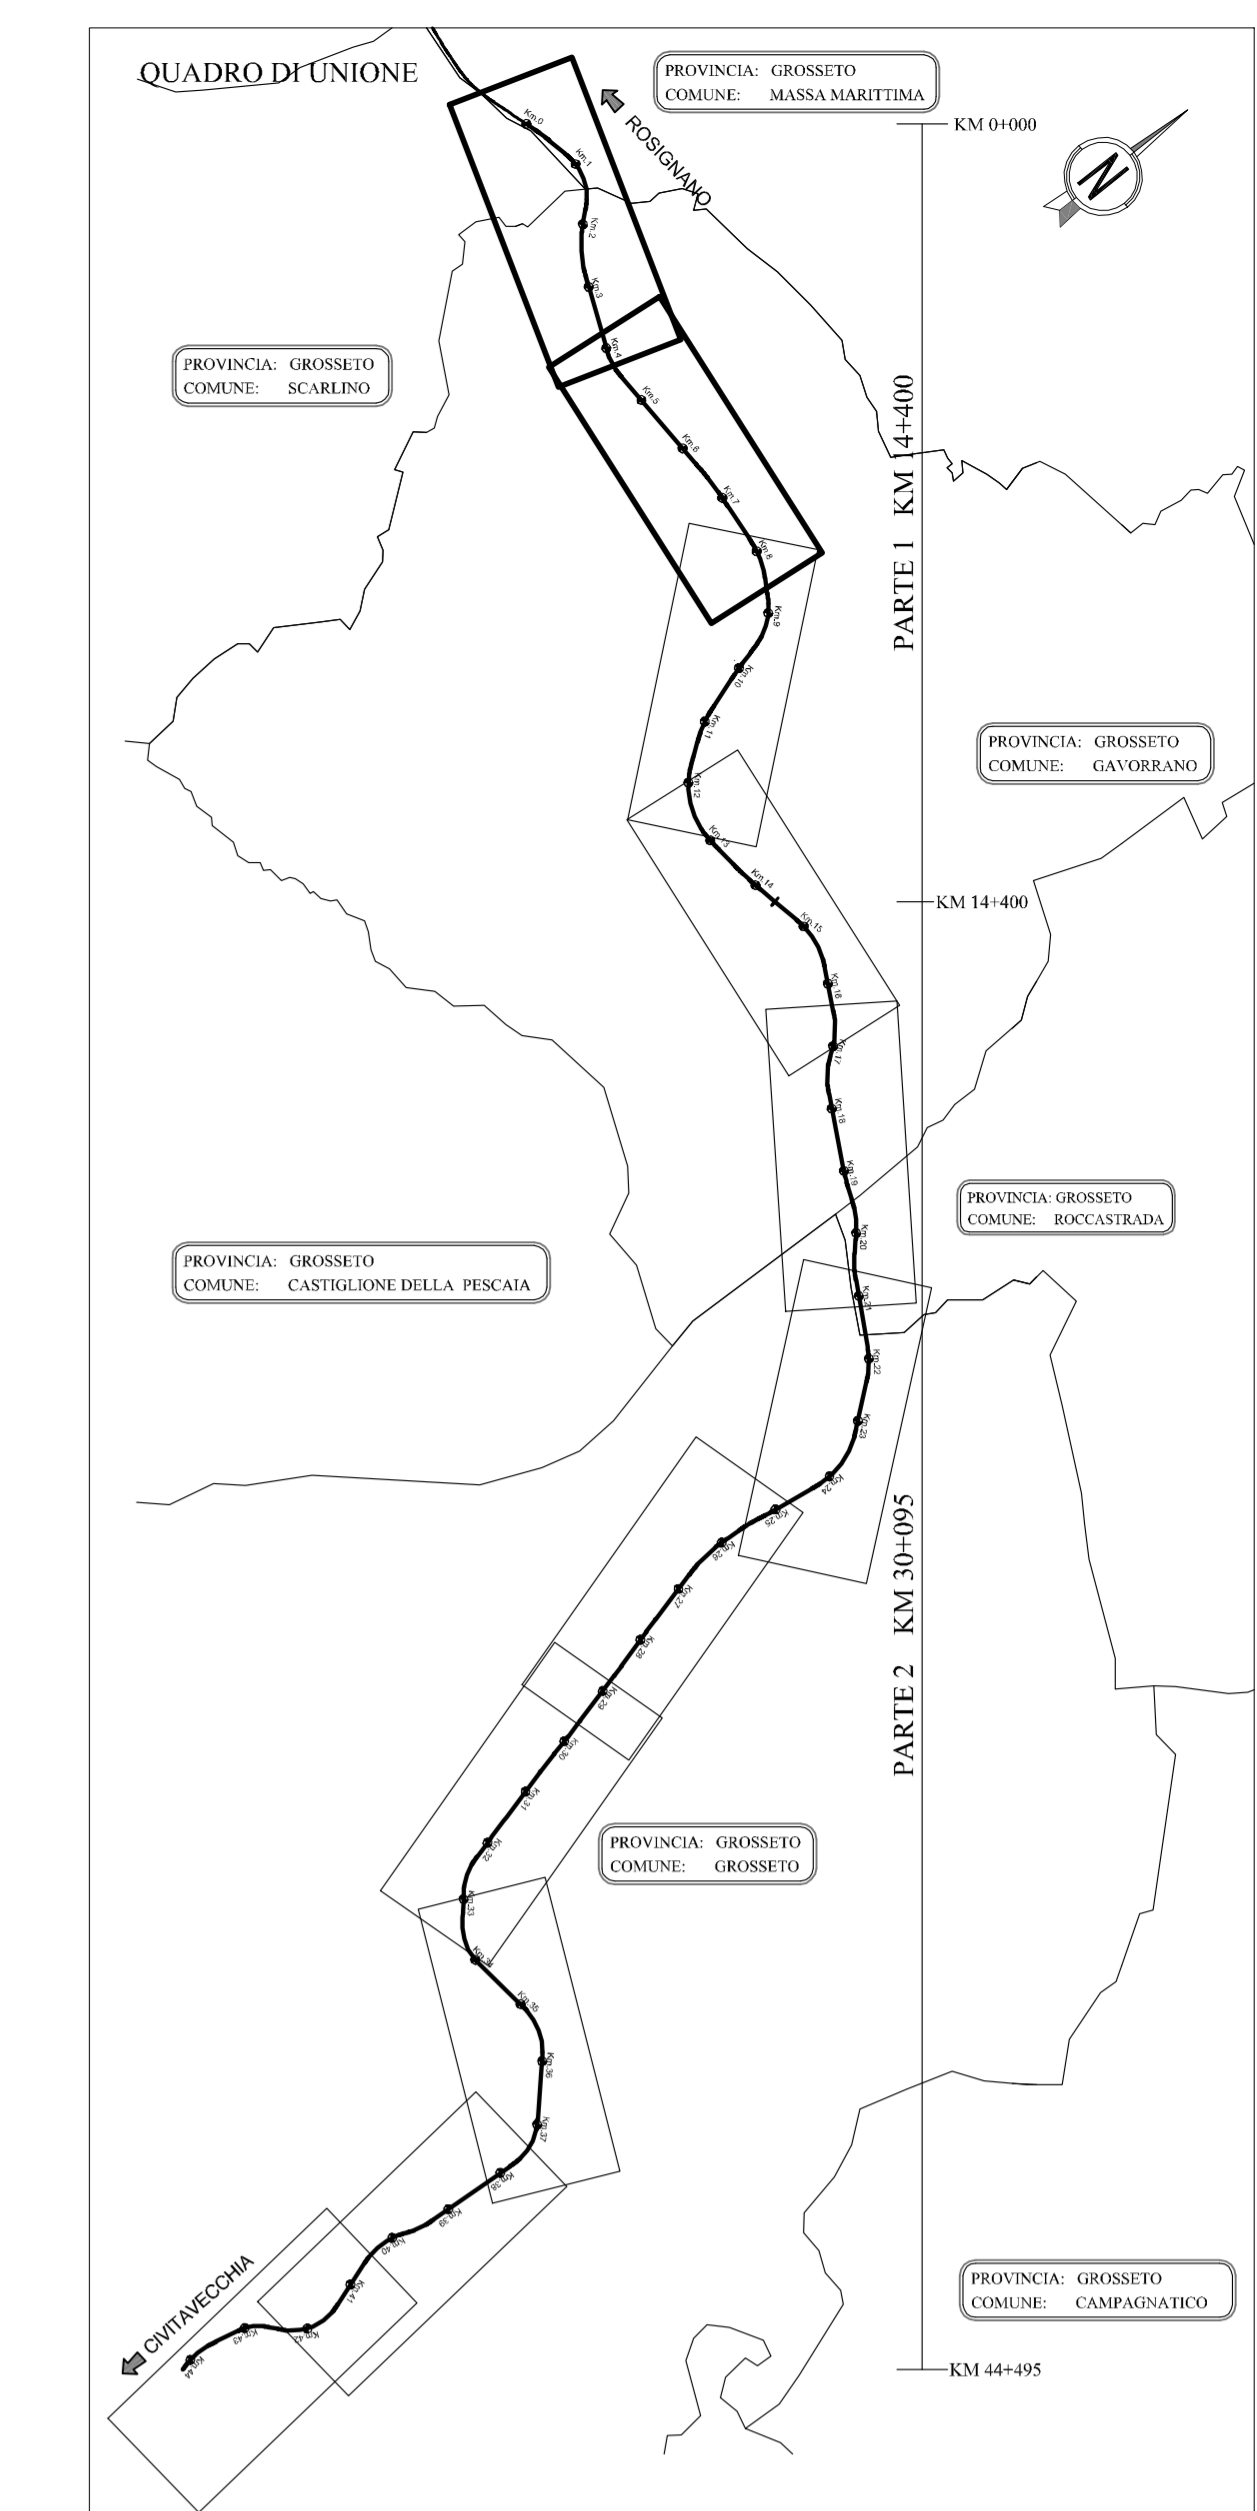 QUADRO DI UNIONE
PROVINCIA: GROSSETO
COMUNE: MASSA MARITTIMA
KM 0+000
ROSIGNANO
N
Km.0
Km.1
Km.2
Km.3
Km.4
Km.5
Km.6
Km.7
Km.8
Km.9
Km.10
Km.11
Km.12
Km.13
Km.14
Km.15
Km.16
Km.17
Km.18
Km.19
Km.20
Km.21
Km.22
Km.23
Km.24
Km.25
Km.26
Km.27
Km.28
Km.29
Km.30
Km.31
Km.32
Km.33
Km.34
Km.35
Km.36
Km.37
Km.38
Km.39
Km.40
Km.41
Km.42
Km.43
Km.44
PROVINCIA: GROSSETO
COMUNE: SCARLINO
PARTE 1 KM 14+400
PROVINCIA: GROSSETO
COMUNE: GAVORRANO
KM 14+400
PROVINCIA: GROSSETO
COMUNE: ROCCASTRADA
PROVINCIA: GROSSETO
COMUNE: CASTIGLIONE DELLA PESCAIA
PARTE 2 KM 30+095
PROVINCIA: GROSSETO
COMUNE: GROSSETO
CIVITAVECCHIA
PROVINCIA: GROSSETO
COMUNE: CAMPAGNATICO
KM 44+495